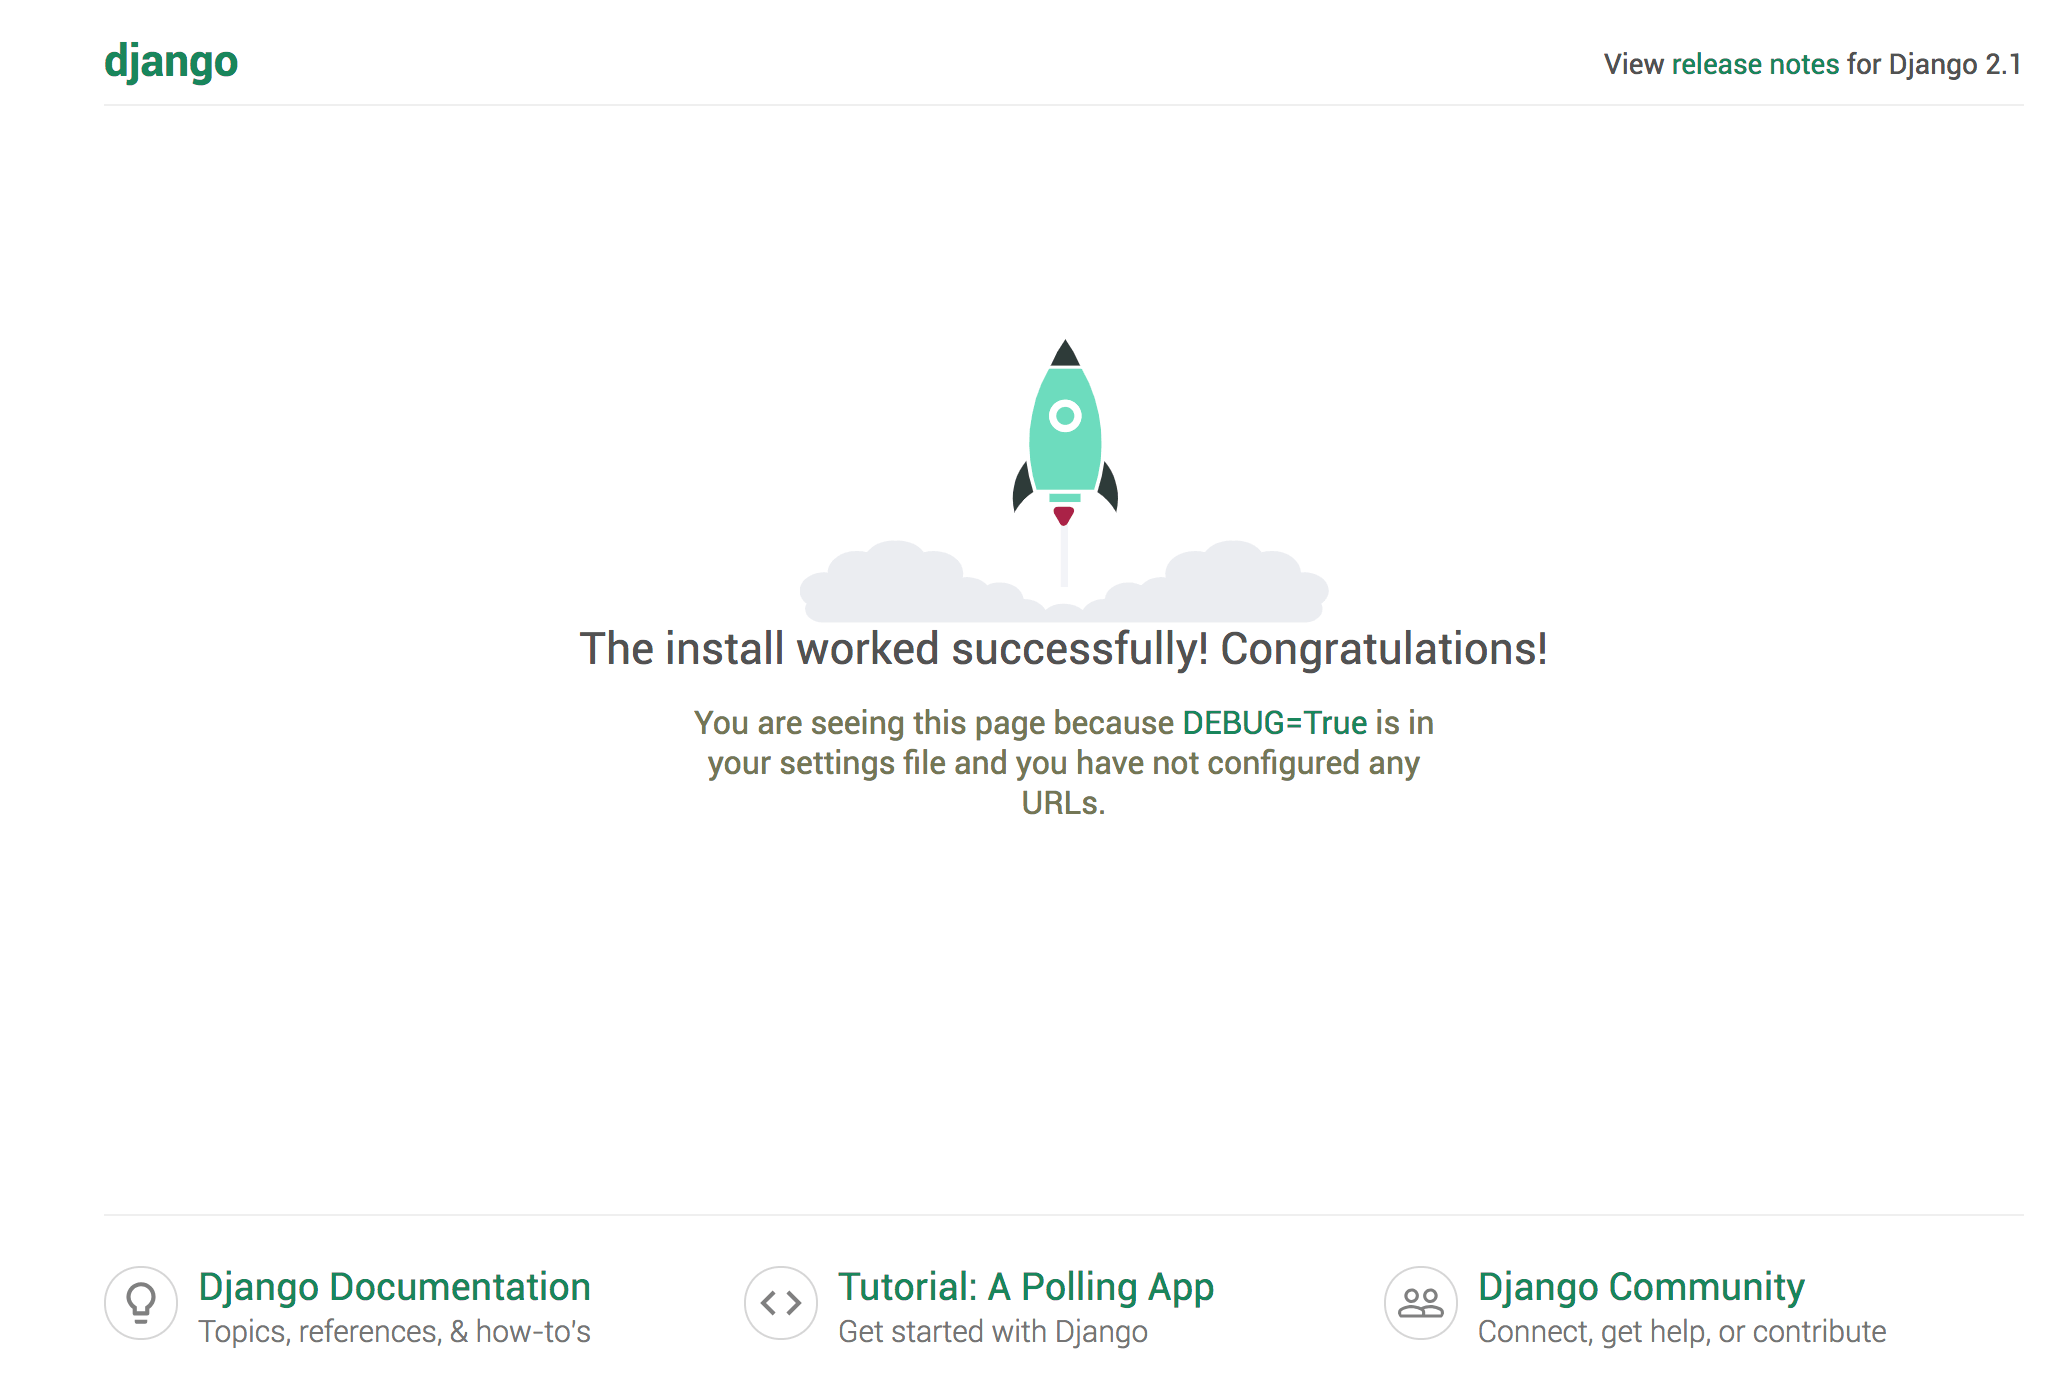 django
View release notes for Django 2.1
The install worked successfully! Congratulations!
You are seeing this page because DEBUG=True is in
your settings file and you have not configured any
URLs.
Django Documentation
Topics, references, & how-to's
Tutorial: A Polling App
Get started with Django
Django Community
Connect, get help, or contribute